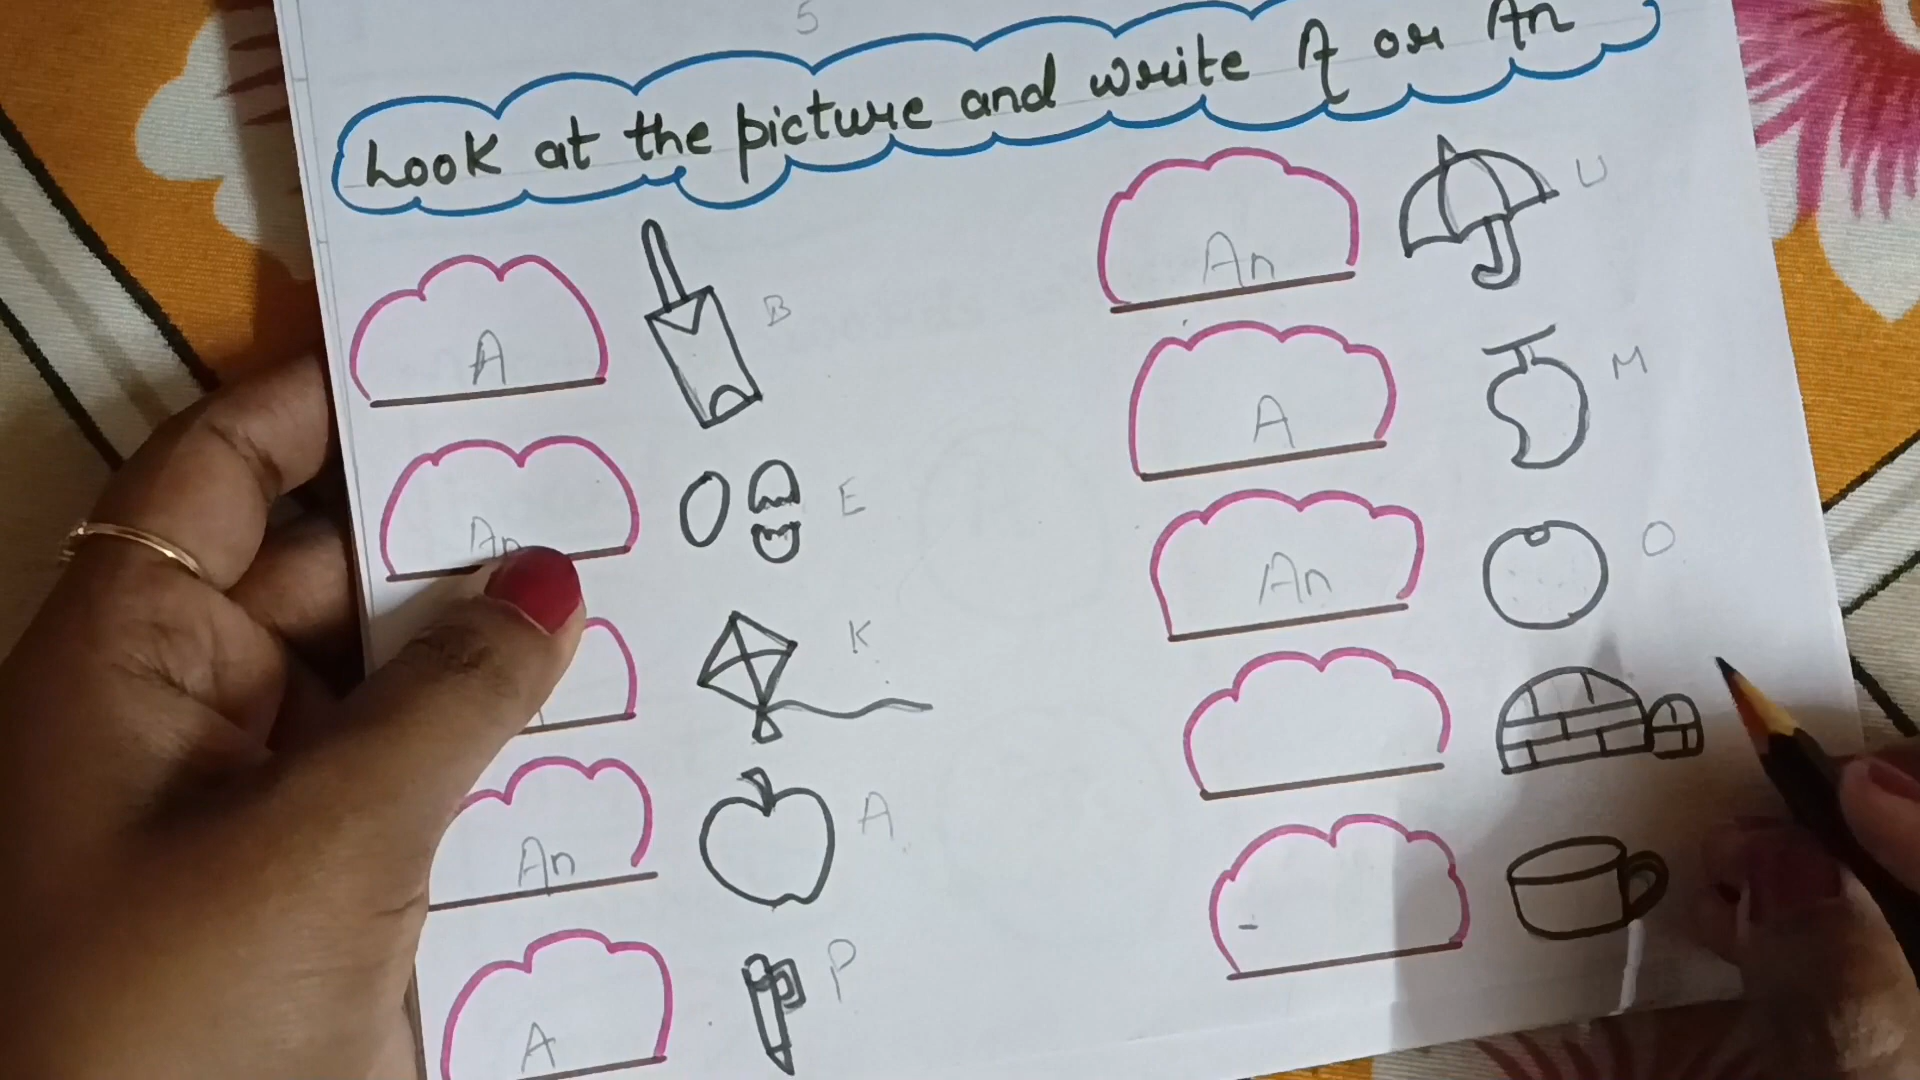 5
Look at the picture and write A or An
A B
An E
K
An A
A P
An U
A M
An O